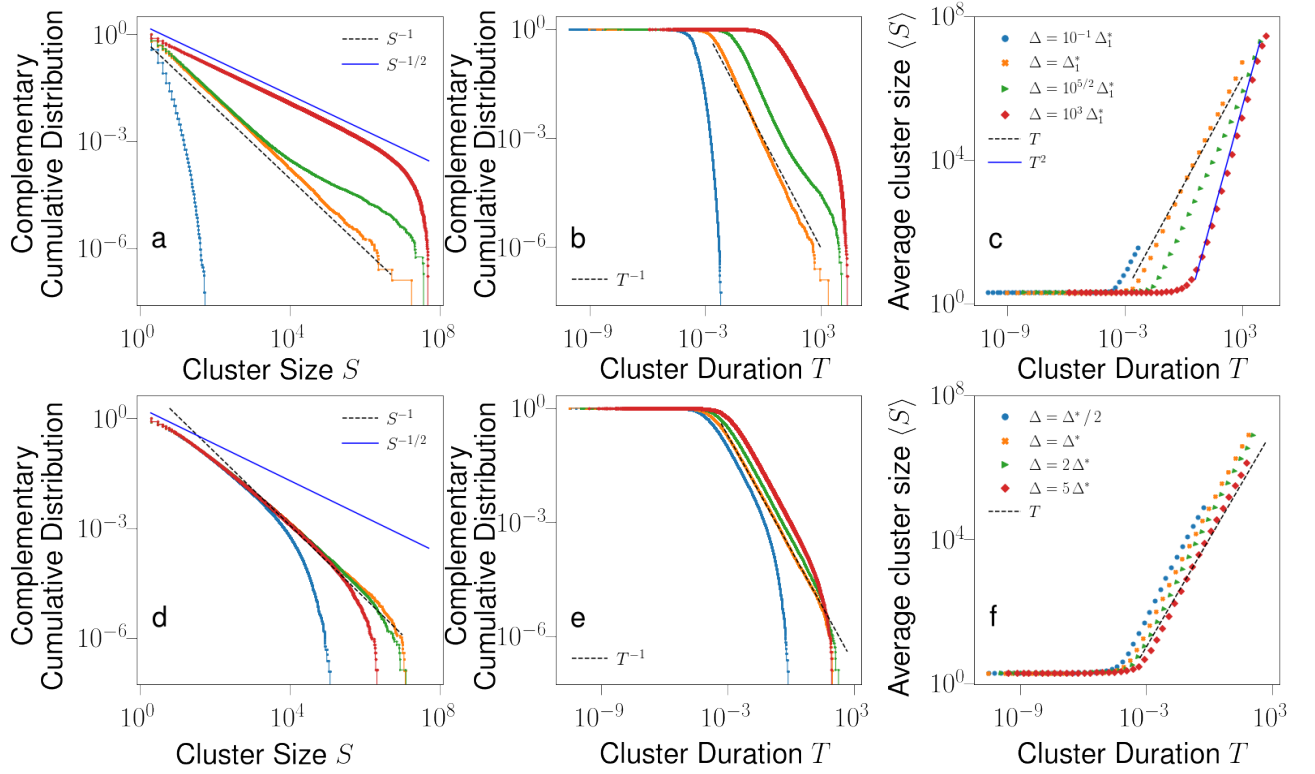 Complementary
Cumulative Distribution
10^0
10^{-3}
10^{-6}
S^{-1}
S^{-1/2}
a
10^0
10^4
10^8
Cluster Size S
Complementary
Cumulative Distribution
10^0
10^{-3}
10^{-6}
b
T^{-1}
10^{-9}
10^{-3}
10^3
Cluster Duration T
Average cluster size ⟨S⟩
10^8
10^4
10^0
Δ = 10^{-1} Δ_1^*
Δ = Δ_1^*
Δ = 10^{5/2} Δ_1^*
Δ = 10^3 Δ_1^*
T
T^2
c
10^{-9}
10^{-3}
10^3
Cluster Duration T
Complementary
Cumulative Distribution
10^0
10^{-3}
10^{-6}
S^{-1}
S^{-1/2}
d
10^0
10^4
10^8
Cluster Size S
Complementary
Cumulative Distribution
10^0
10^{-3}
10^{-6}
e
T^{-1}
10^{-9}
10^{-3}
10^3
Cluster Duration T
Average cluster size ⟨S⟩
10^8
10^4
10^0
Δ = Δ^*/2
Δ = Δ^*
Δ = 2 Δ^*
Δ = 5 Δ^*
T
f
10^{-9}
10^{-3}
10^3
Cluster Duration T